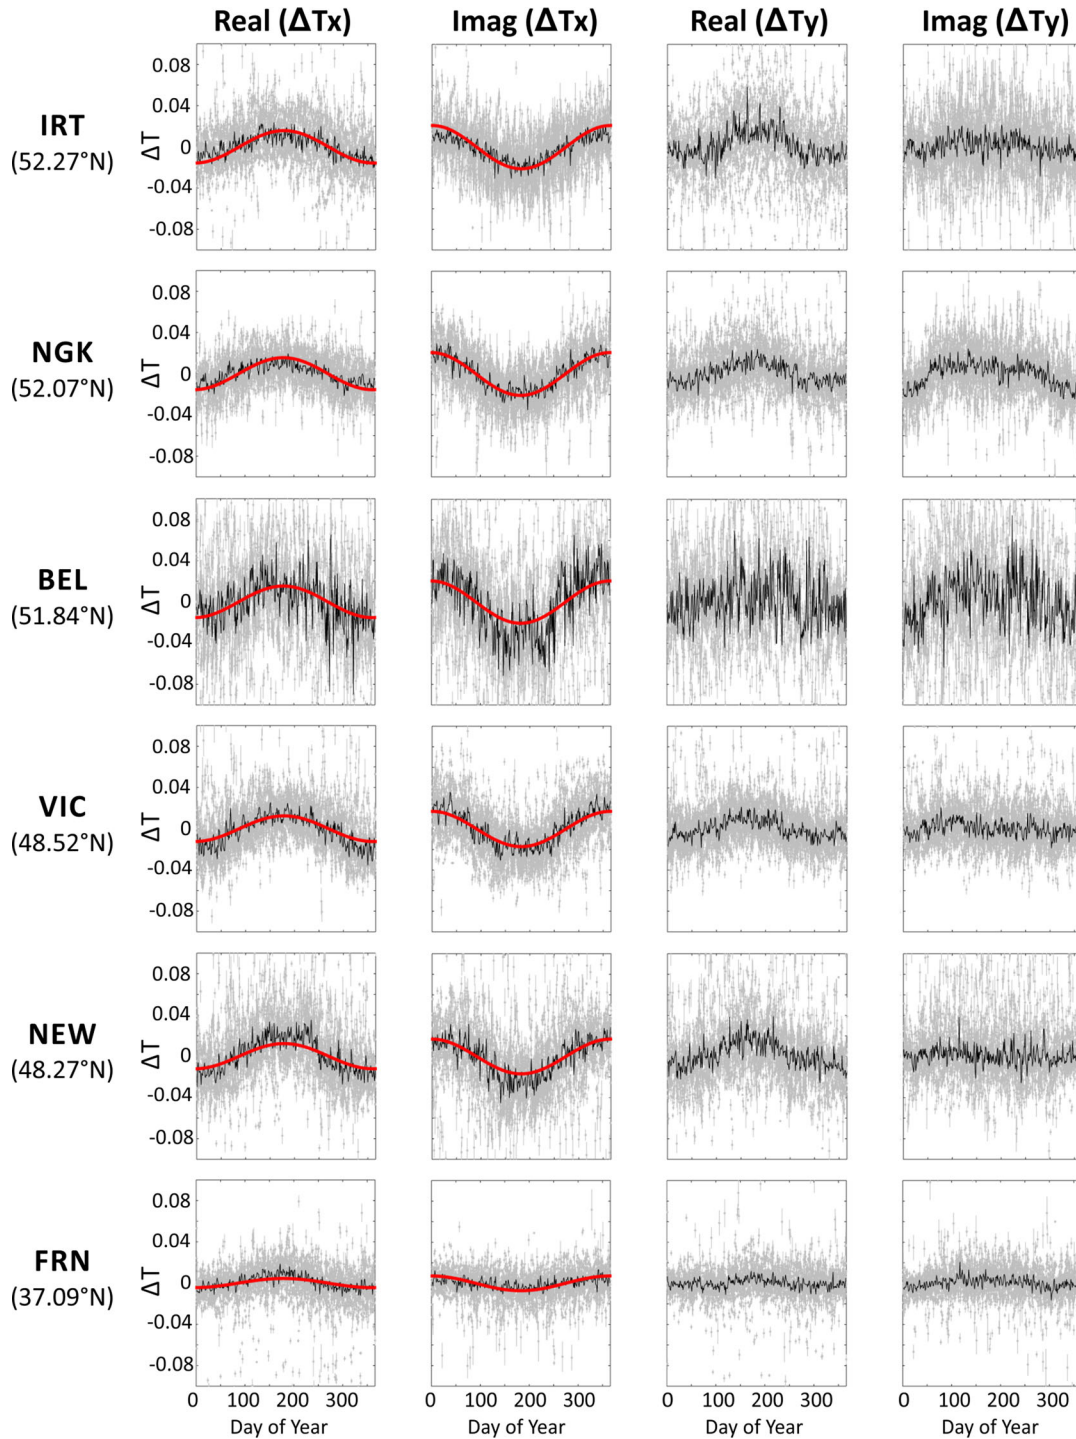 Real (ΔTx) Imag (ΔTx) Real (ΔTy) Imag (ΔTy)
IRT
(52.27°N)
ΔT
0.08
0.04
0
-0.04
-0.08
NGK
(52.07°N)
ΔT
0.08
0.04
0
-0.04
-0.08
BEL
(51.84°N)
ΔT
0.08
0.04
0
-0.04
-0.08
VIC
(48.52°N)
ΔT
0.08
0.04
0
-0.04
-0.08
NEW
(48.27°N)
ΔT
0.08
0.04
0
-0.04
-0.08
FRN
(37.09°N)
ΔT
0.08
0.04
0
-0.04
-0.08
0 100 200 300 0 100 200 300 0 100 200 300 0 100 200 300
Day of Year Day of Year Day of Year Day of Year